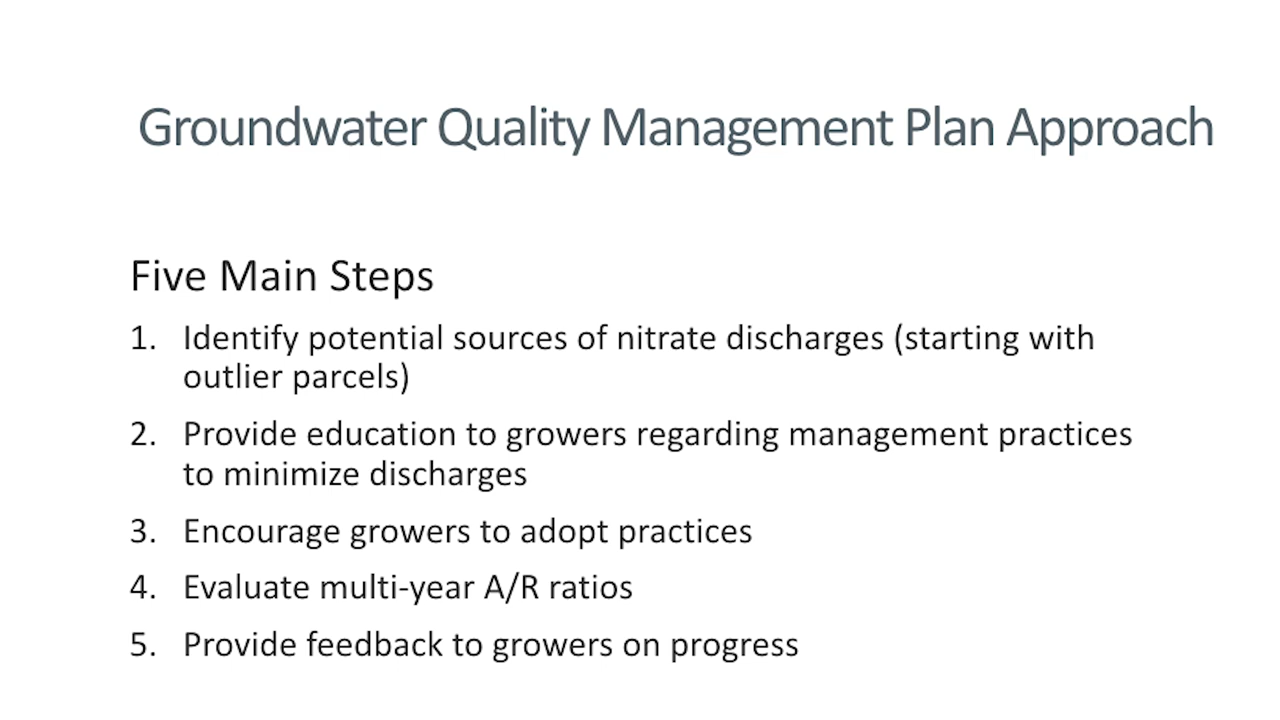 Groundwater Quality Management Plan Approach
Five Main Steps
1. Identify potential sources of nitrate discharges (starting with
outlier parcels)
2. Provide education to growers regarding management practices
to minimize discharges
3. Encourage growers to adopt practices
4. Evaluate multi-year A/R ratios
5. Provide feedback to growers on progress